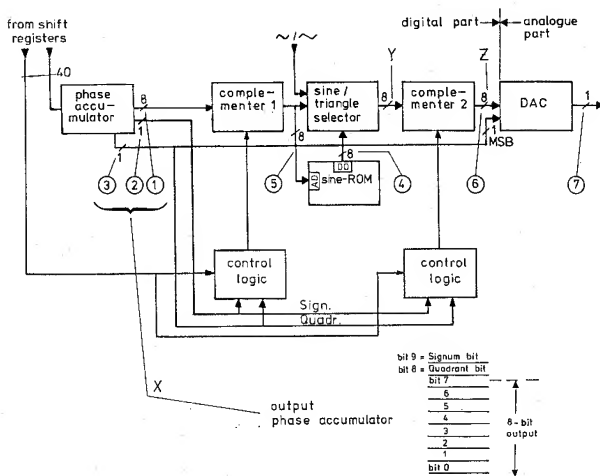 digital part
analogue part
from shift
registers
40
~/~
Y
Z
phase
accu-
mulator
8
1
1
3
2
1
comple-
menter 1
sine/
triangle
selector
8
comple-
menter 2
8
1
MSB
DAC
1
8
5
8
4
AD
DO
sine-ROM
6
7
control
logic
control
logic
Sign.
Quadr.
X
output
phase accumulator
bit 9 = Signum bit
bit 8 = Quadrant bit
bit 7
6
5
4
3
2
1
bit 0
8-bit
output